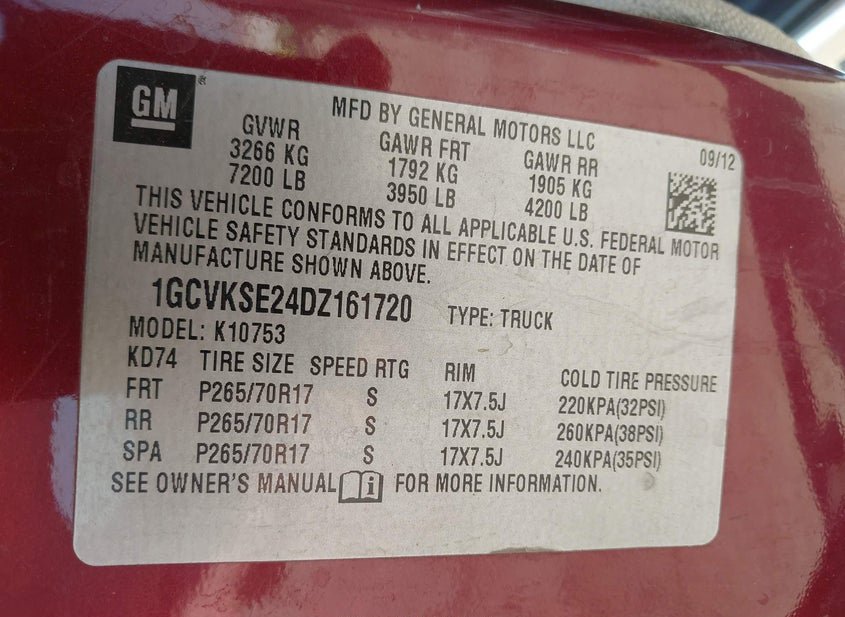 GM ®
MFD BY GENERAL MOTORS LLC
GVWR GAWR FRT GAWR RR 09/12
3266 KG 1792 KG 1905 KG
7200 LB 3950 LB 4200 LB
THIS VEHICLE CONFORMS TO ALL APPLICABLE U.S. FEDERAL MOTOR
VEHICLE SAFETY STANDARDS IN EFFECT ON THE DATE OF
MANUFACTURE SHOWN ABOVE.
1GCVKSE24DZ161720 TYPE: TRUCK
MODEL: K10753
KD74 TIRE SIZE SPEED RTG RIM COLD TIRE PRESSURE
FRT P265/70R17 S 17X7.5J 220KPA(32PSI)
RR P265/70R17 S 17X7.5J 260KPA(38PSI)
SPA P265/70R17 S 17X7.5J 240KPA(35PSI)
SEE OWNER'S MANUAL i FOR MORE INFORMATION.